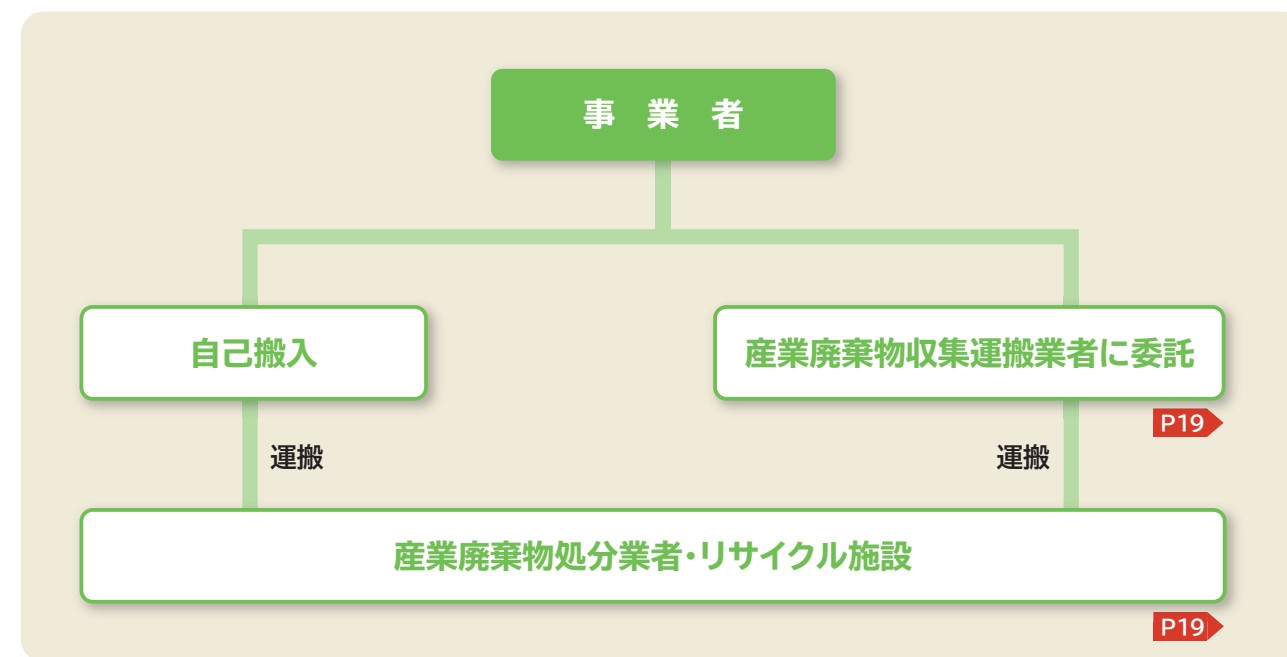 事 業 者
自己搬入
産業廃棄物収集運搬業者に委託
P19
運搬
運搬
産業廃棄物処分業者・リサイクル施設
P19